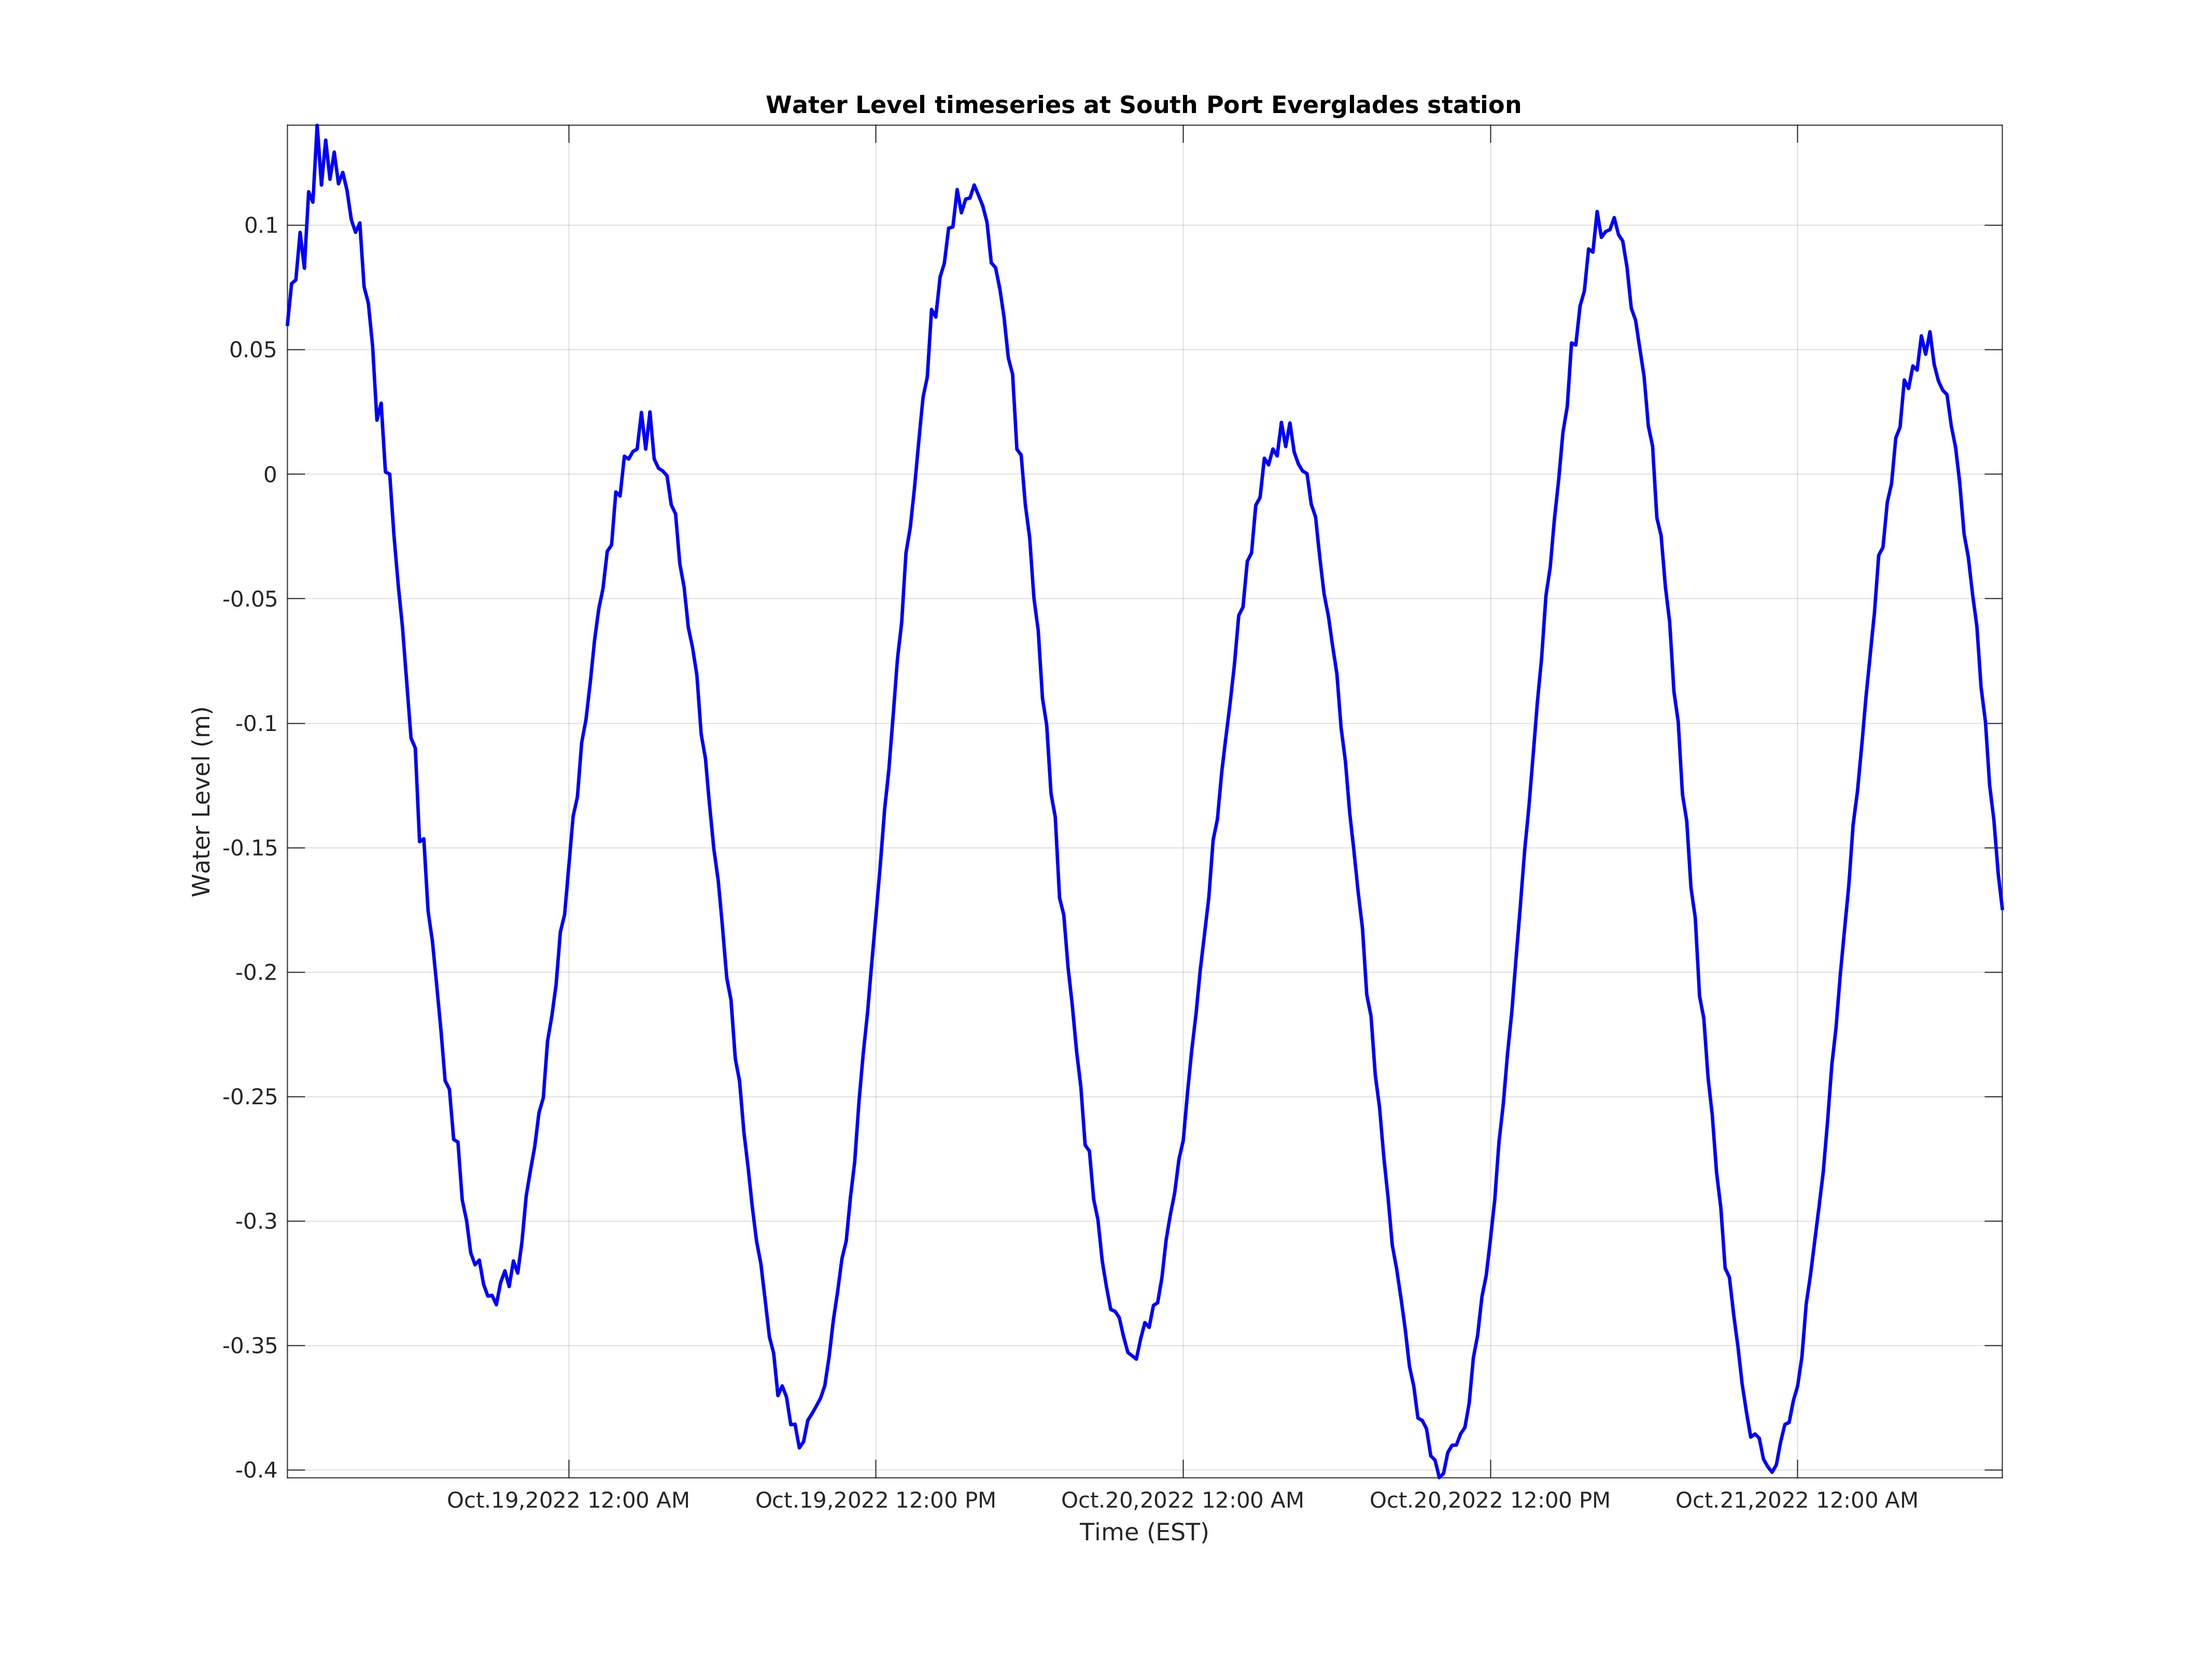 Water Level timeseries at South Port Everglades station
0.1
0.05
0
-0.05
-0.1
-0.15
-0.2
-0.25
-0.3
-0.35
-0.4
Water Level (m)
Oct.19,2022 12:00 AM
Oct.19,2022 12:00 PM
Oct.20,2022 12:00 AM
Oct.20,2022 12:00 PM
Oct.21,2022 12:00 AM
Time (EST)